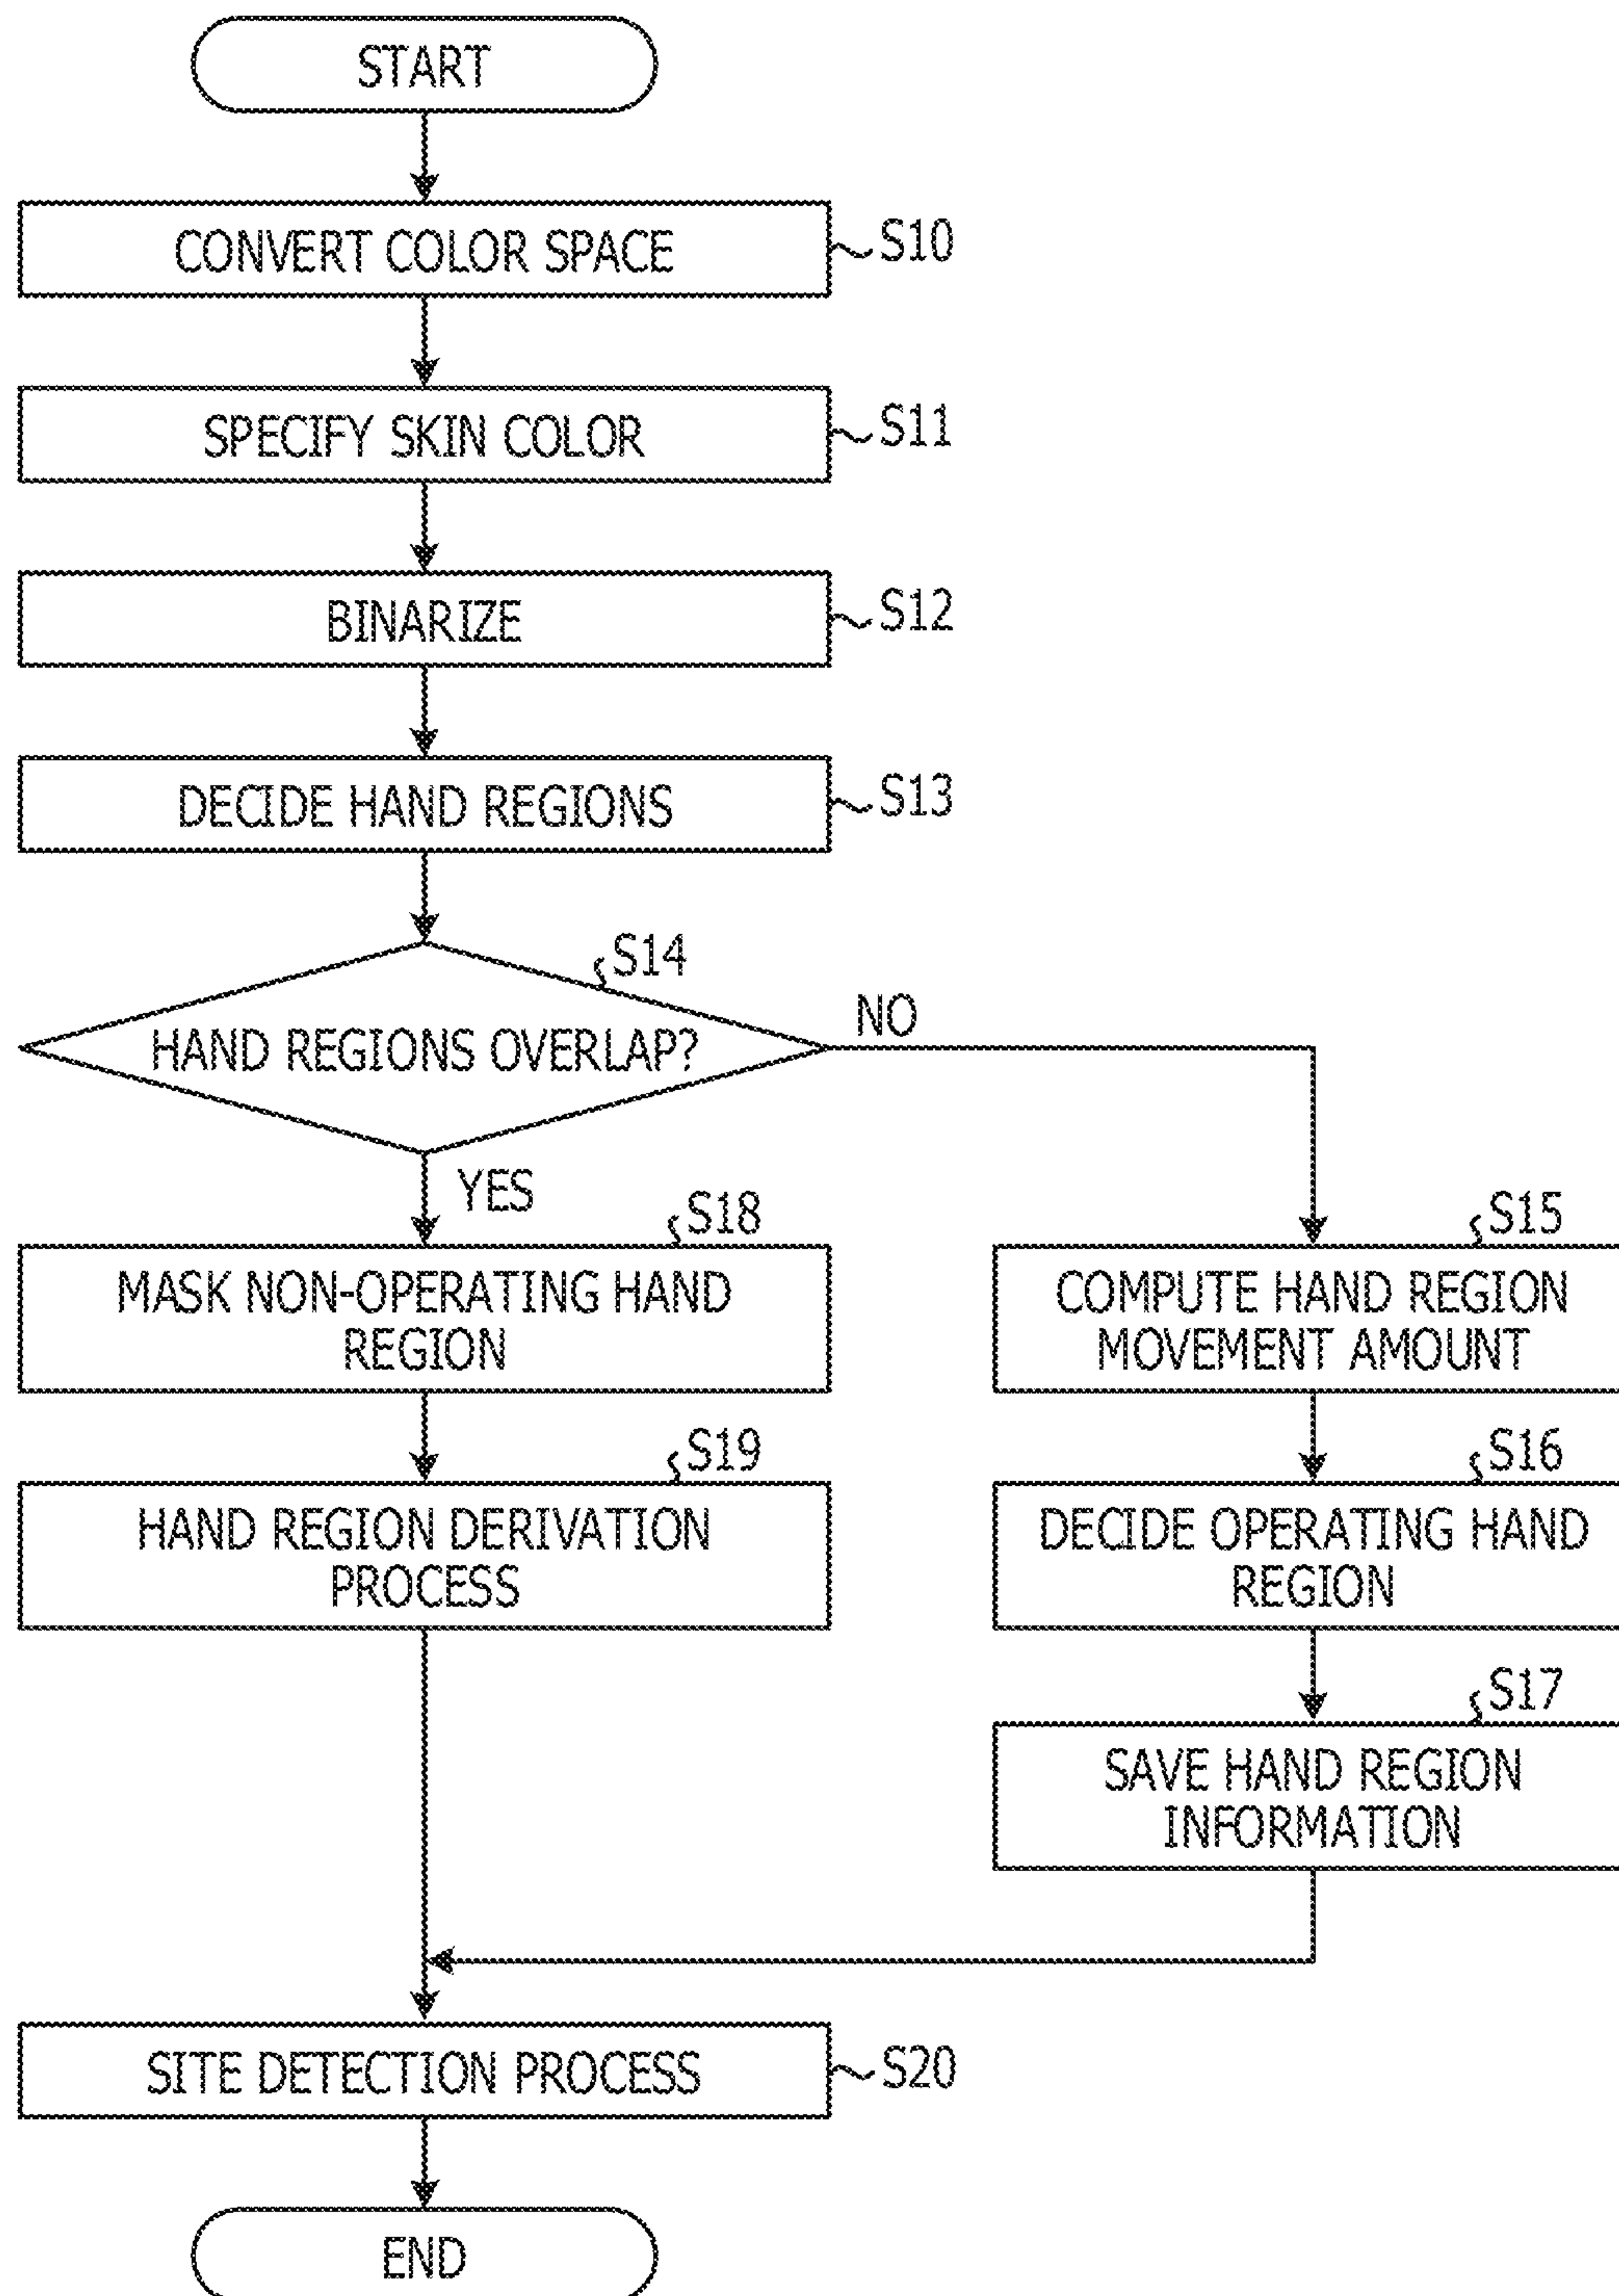 START
CONVERT COLOR SPACE
S10
SPECIFY SKIN COLOR
S11
BINARIZE
S12
DECIDE HAND REGIONS
S13
S14
HAND REGIONS OVERLAP?
NO
YES
S18
MASK NON-OPERATING HAND
REGION
S19
HAND REGION DERIVATION
PROCESS
S15
COMPUTE HAND REGION
MOVEMENT AMOUNT
S16
DECIDE OPERATING HAND
REGION
S17
SAVE HAND REGION
INFORMATION
SITE DETECTION PROCESS
S20
END